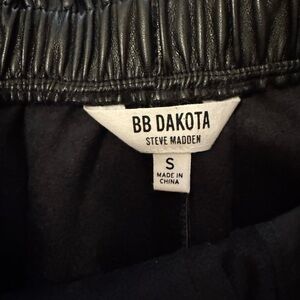 BB DAKOTA
STEVE MADDEN
S
MADE IN
CHINA